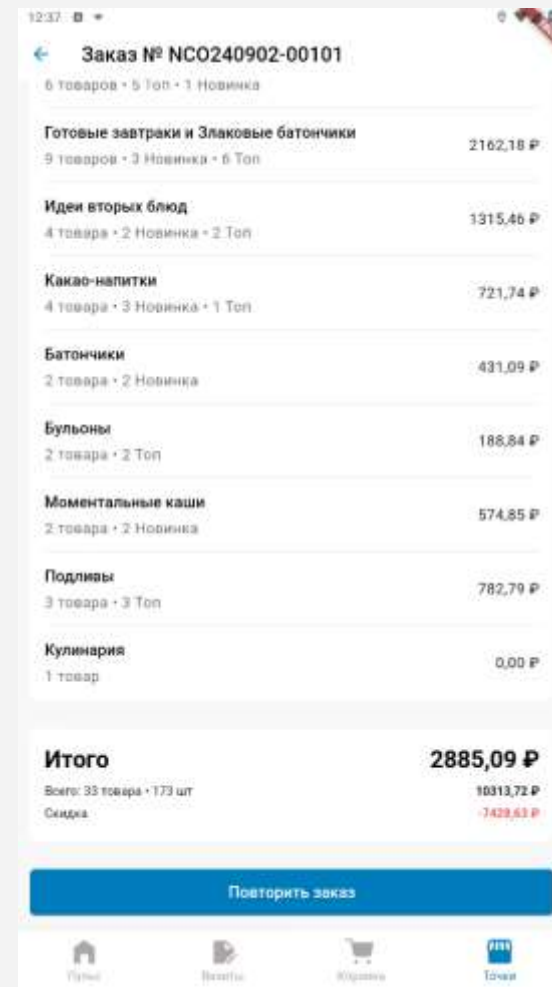 12:37
Заказ № NCO240902-00101
6 товаров • 5 Топ • 1 Новинка
Готовые завтраки и Злаковые батончики
2162,18 ₽
9 товаров • 3 Новинка • 6 Топ
Идеи вторых блюд
1315,46 ₽
4 товара • 2 Новинка • 2 Топ
Какао-напитки
721,74 ₽
4 товара • 3 Новинка • 1 Топ
Батончики
431,09 ₽
2 товара • 2 Новинка
Бульоны
188,84 ₽
2 товара • 2 Топ
Моментальные каши
574,85 ₽
2 товара • 2 Новинка
Подливы
782,79 ₽
3 товара • 3 Топ
Кулинария
0,00 ₽
1 товар
Итого
2885,09 ₽
Всего: 33 товара • 173 шт
10313,72 ₽
Скидка
-7428,63 ₽
Повторить заказ
Пульс
Визиты
Корзина
Точки